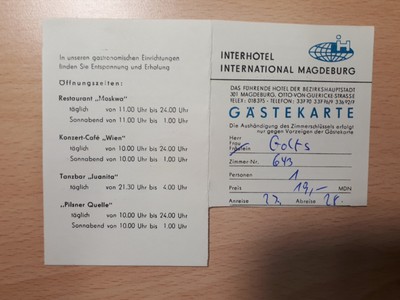 In unseren gastronomischen Einrichtungen
finden Sie Entspannung und Erholung
Öffnungszeiten:
Restaurant „Moskwa"
täglich von 11.00 Uhr bis 24.00 Uhr
Sonnabend von 11.00 Uhr bis 1.00 Uhr
Konzert-Café „Wien"
täglich von 10.00 Uhr bis 24.00 Uhr
Sonnabend von 10.00 Uhr bis 1.00 Uhr
Tanzbar „Juanita"
täglich von 21.30 Uhr bis 4.00 Uhr
„Pilsner Quelle"
täglich von 10.00 Uhr bis 24.00 Uhr
Sonnabend von 10.00 Uhr bis 1.00 Uhr
INTERHOTEL
INTERNATIONAL MAGDEBURG
DAS FÜHRENDE HOTEL DER BEZIRKSHAUPTSTADT
301 MAGDEBURG, OTTO-VON-GUERICKE-STRASSE
TELEX: 018375 - TELEFON:
GÄSTEKARTE
Die Aushändigung des Zimmerschlüssels erfolgt
nur gegen Vorzeigen der Gästekarte
Herr
Frau
Fräulein
Zimmer-Nr. 643
Personen 1
Preis 19,- MDN
Anreise Abreise